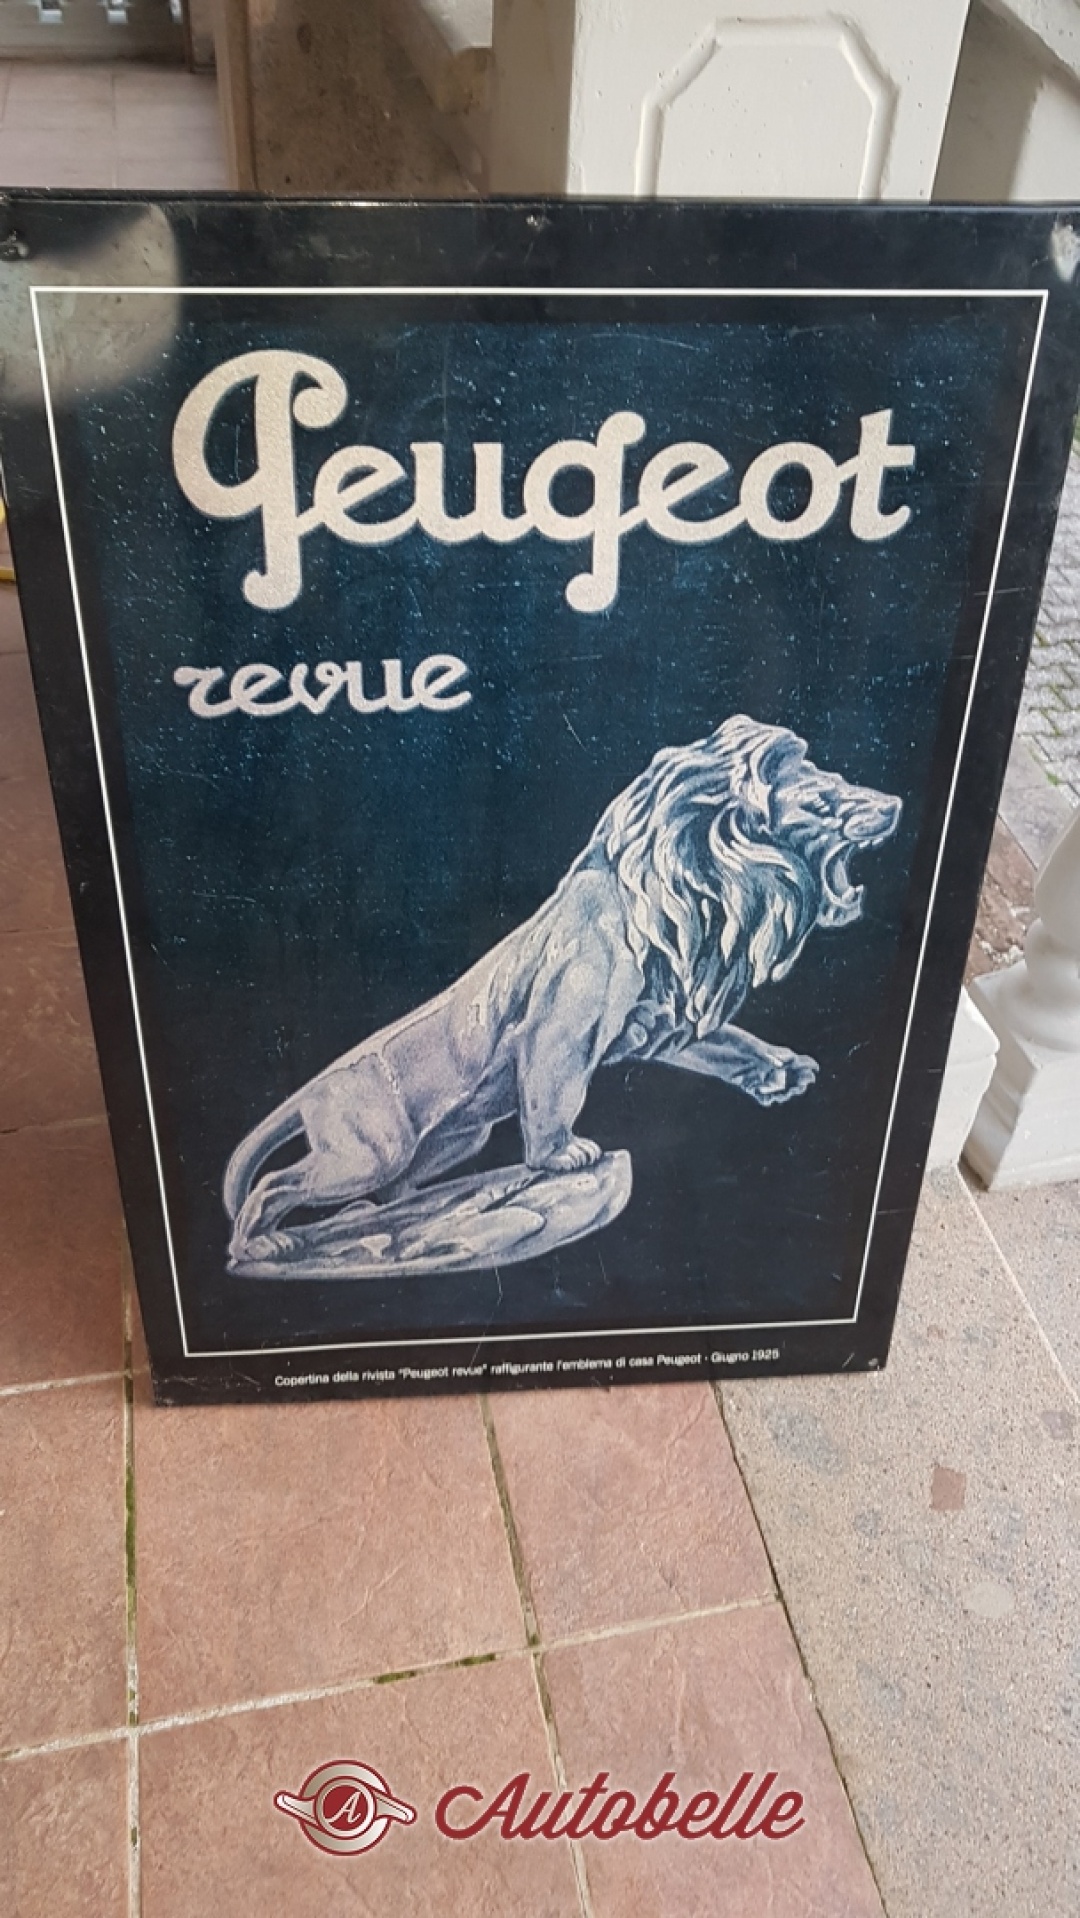 Peugeot
revue
Copertina della rivista "Peugeot revue" raffigurante l'emblema di casa Peugeot - Giugno 1925
A Autobelle